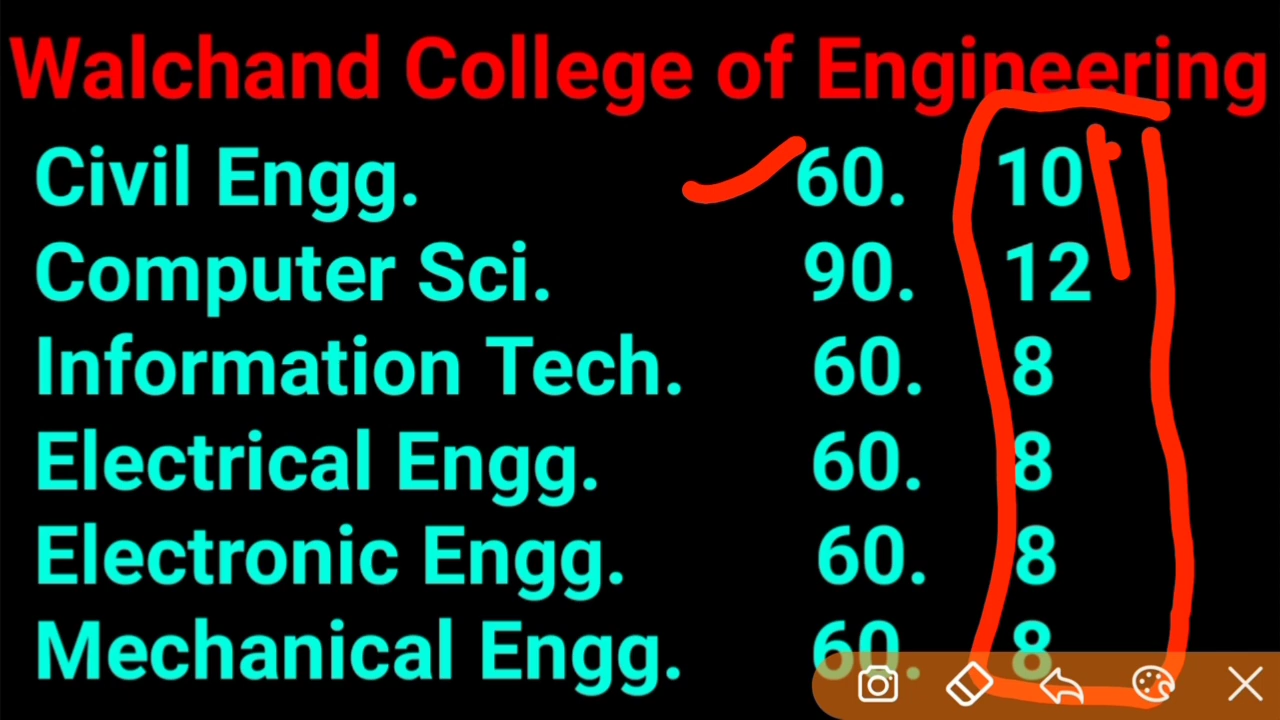 Walchand College of Engineering
Civil Engg. 60. 10
Computer Sci. 90. 12
Information Tech. 60. 8
Electrical Engg. 60. 8
Electronic Engg. 60. 8
Mechanical Engg. 60. 8